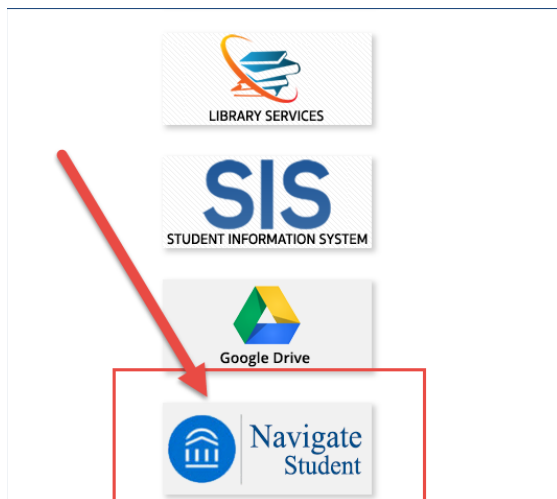 LIBRARY SERVICES
SIS
STUDENT INFORMATION SYSTEM
Google Drive
Navigate
Student